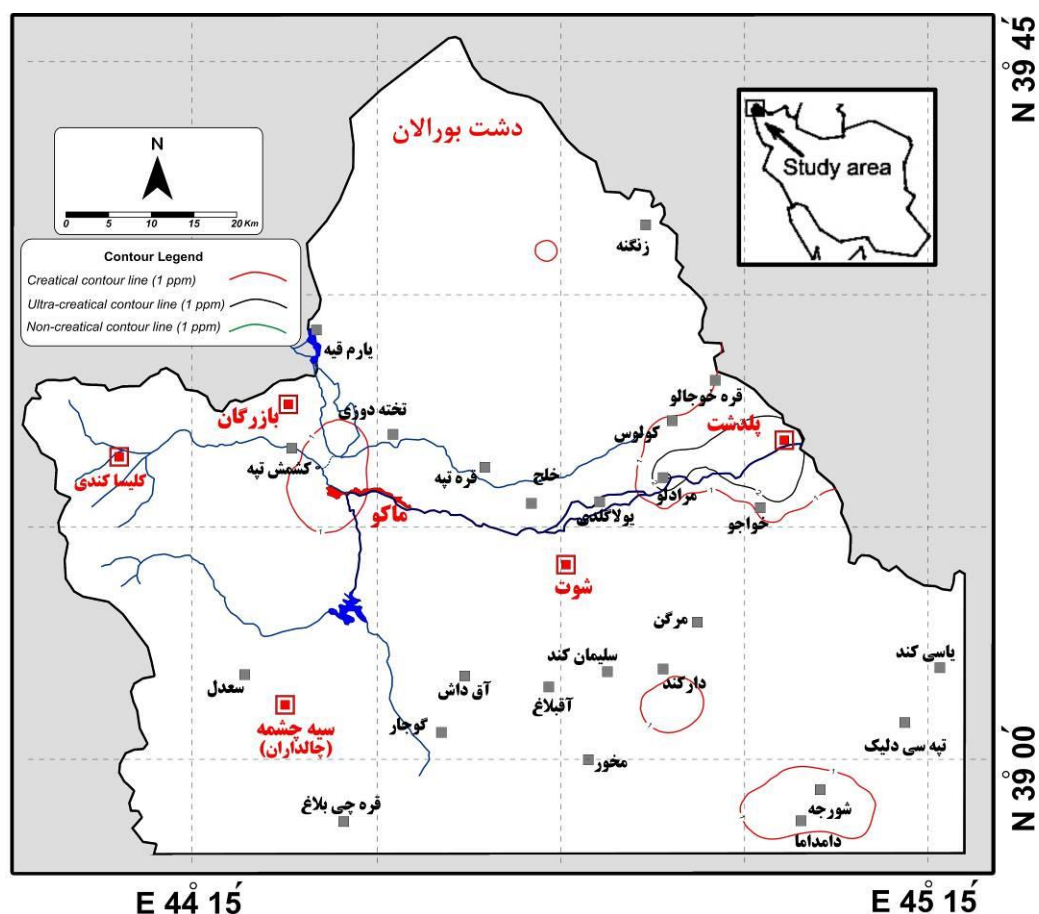 N 39° 45′
دشت بورالان
N
0 5 10 15 20 Km
Study area
Contour Legend
Creatical contour line (1 ppm)
Ultra-creatical contour line (1 ppm)
Non-creatical contour line (1 ppm)
زنگنه
یارم قیه
قره خوجالو
بازرگان
تخته دوزی
کولوس
پلدشت
کلیسا کندی
کشمش تپه
قره تپه
خلج
مرادلو
ماکو
یولاگلدی
خواجو
شوت
مرگن
سلیمان کند
دارکند
یاسی کند
سعدل
آق داش
آقبلاغ
سیه چشمه
(چالداران)
گوجار
تپه سی دلیک
مخور
N 39° 00′
شورجه
قره چی بلاغ
دامداما
E 44° 15′
E 45° 15′